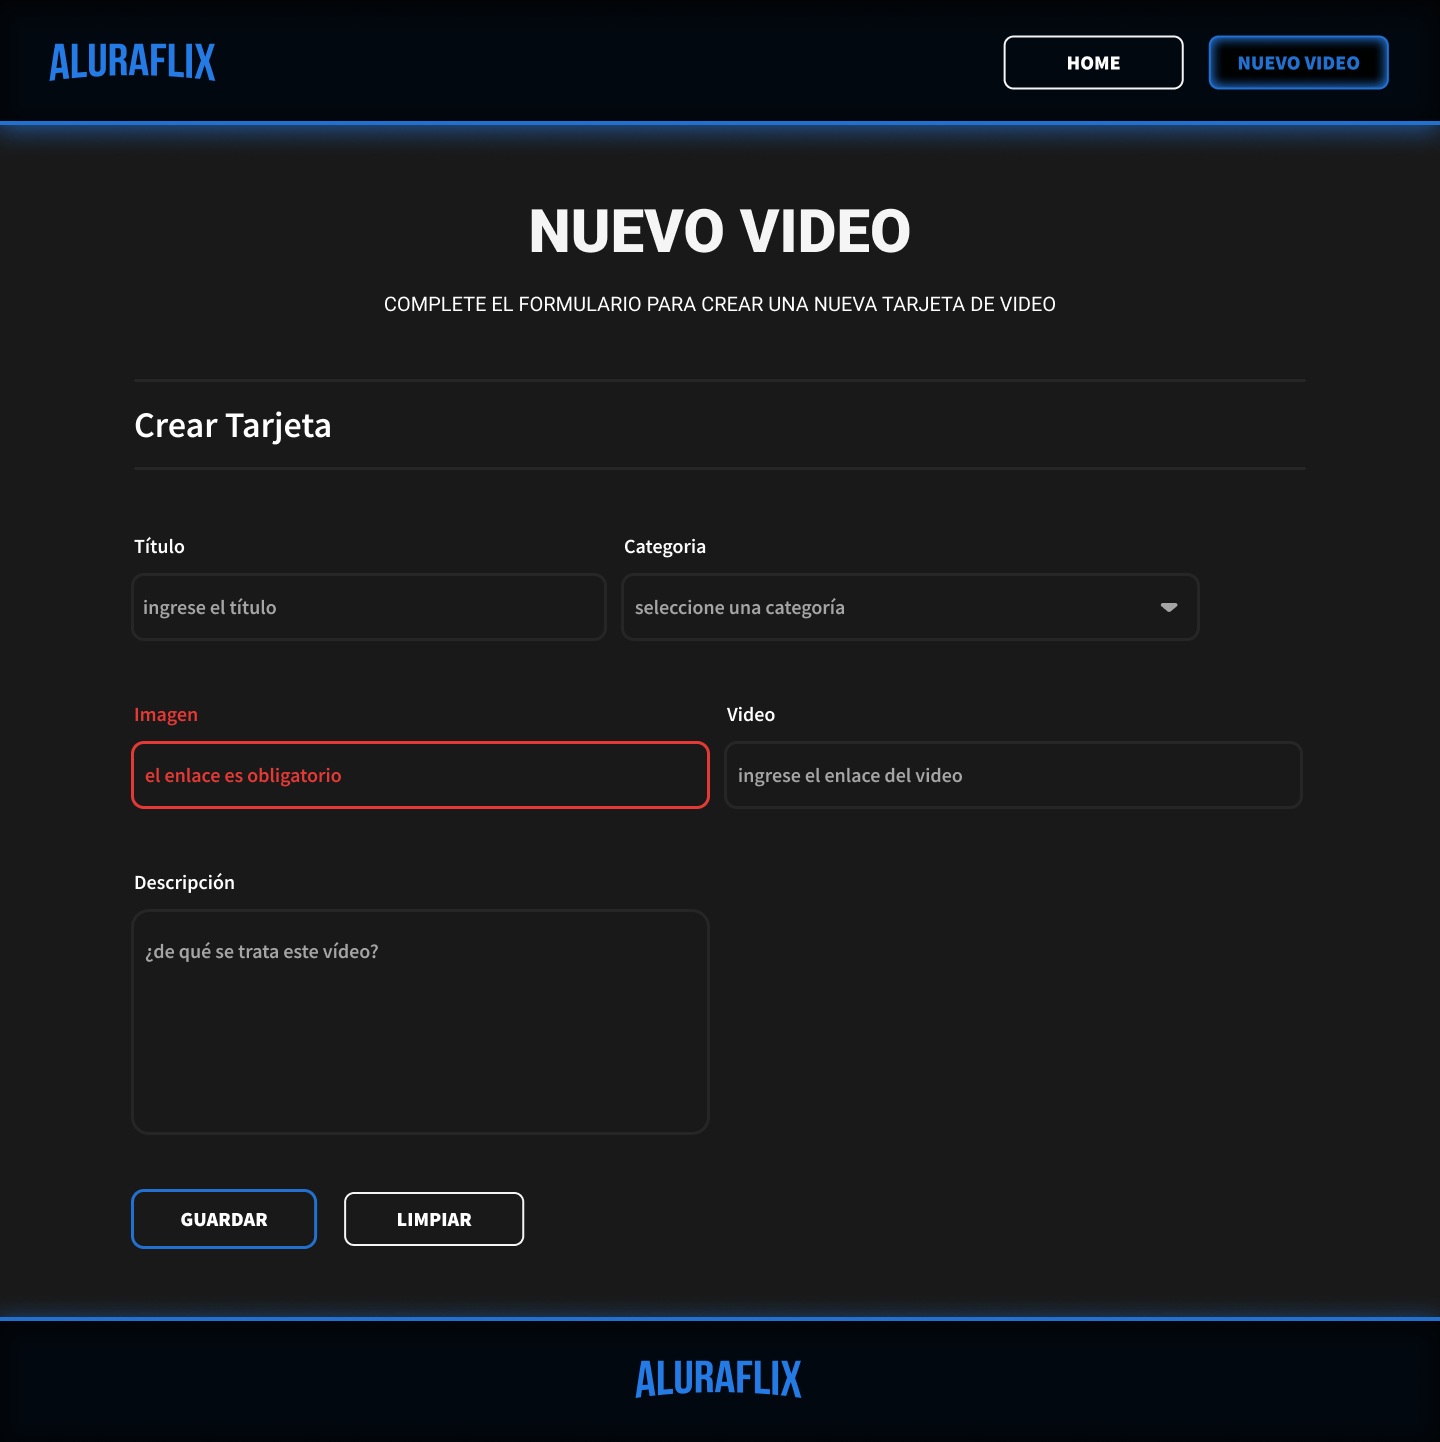 ALURAFLIX
HOME
NUEVO VIDEO
NUEVO VIDEO
COMPLETE EL FORMULARIO PARA CREAR UNA NUEVA TARJETA DE VIDEO
Crear Tarjeta
Título
Categoria
ingrese el título
seleccione una categoría
Imagen
Video
el enlace es obligatorio
ingrese el enlace del video
Descripción
¿de qué se trata este vídeo?
GUARDAR
LIMPIAR
ALURAFLIX